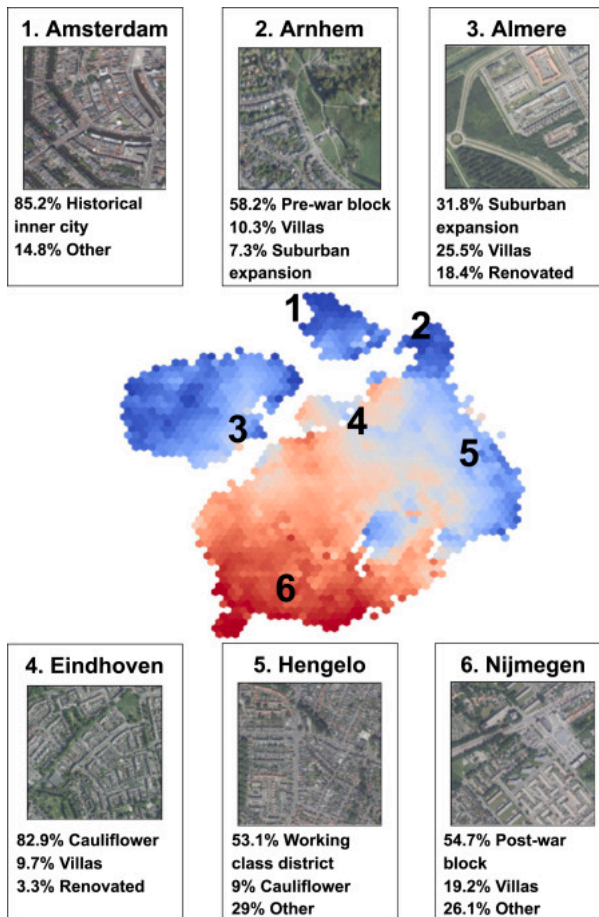 1. Amsterdam
85.2% Historical
inner city
14.8% Other
2. Arnhem
58.2% Pre-war block
10.3% Villas
7.3% Suburban
expansion
3. Almere
31.8% Suburban
expansion
25.5% Villas
18.4% Renovated
1
2
3
4
5
6
4. Eindhoven
82.9% Cauliflower
9.7% Villas
3.3% Renovated
5. Hengelo
53.1% Working
class district
9% Cauliflower
29% Other
6. Nijmegen
54.7% Post-war
block
19.2% Villas
26.1% Other